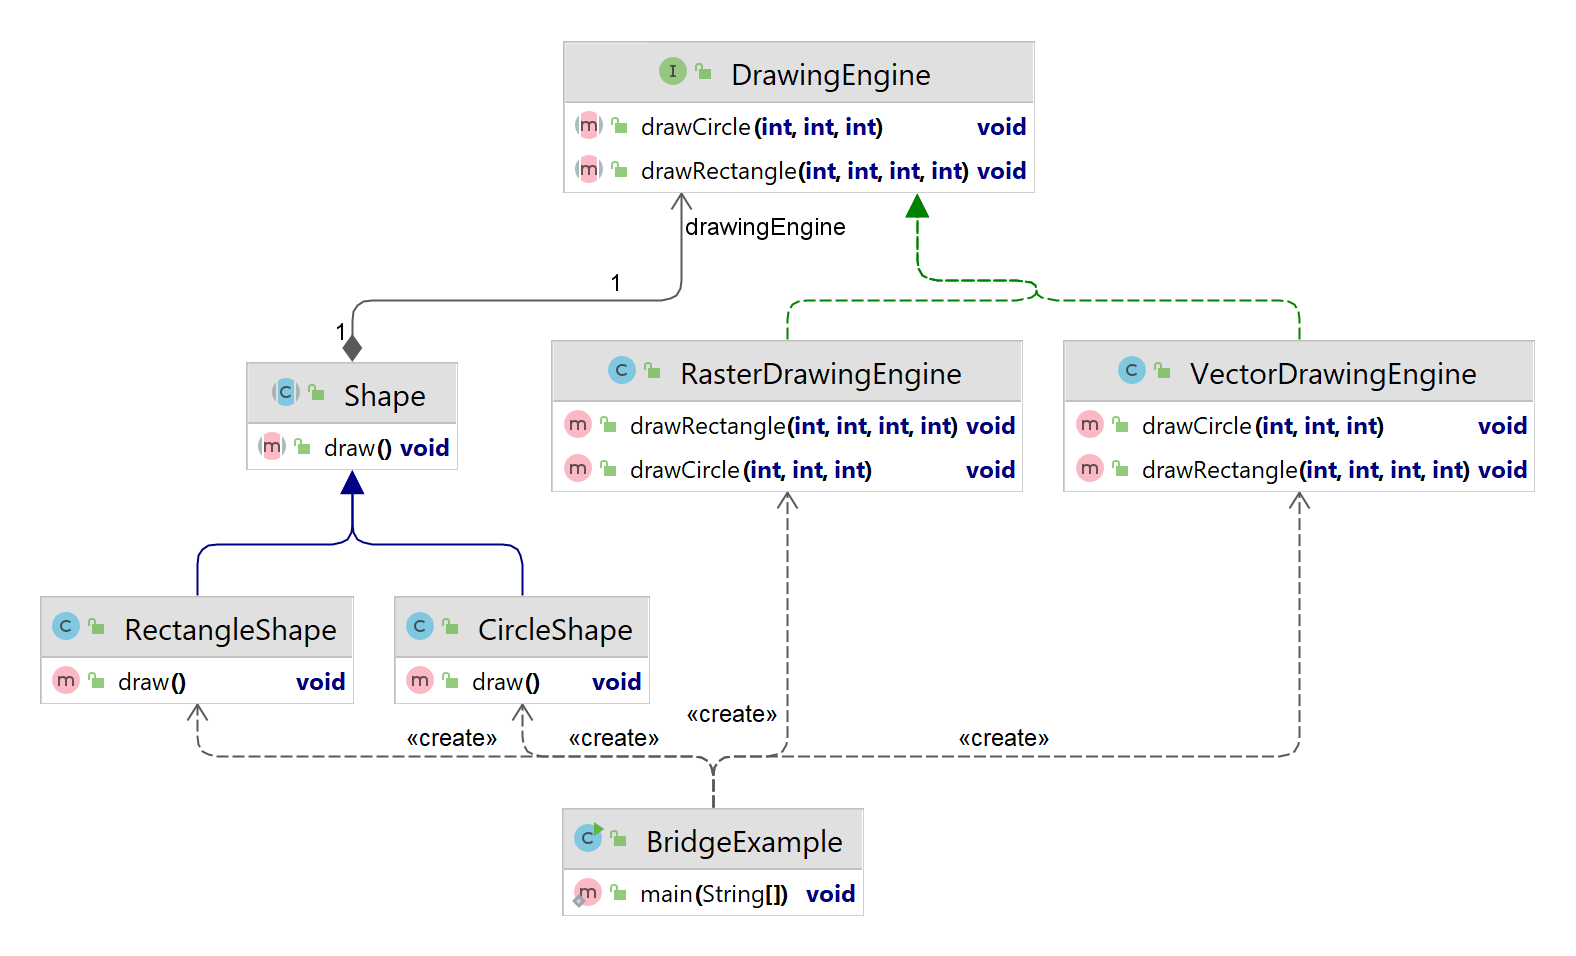 DrawingEngine
drawCircle(int, int, int) void
drawRectangle(int, int, int, int) void
drawingEngine
1
1
Shape
draw() void
RasterDrawingEngine
drawRectangle(int, int, int, int) void
drawCircle(int, int, int) void
VectorDrawingEngine
drawCircle(int, int, int) void
drawRectangle(int, int, int, int) void
RectangleShape
draw() void
CircleShape
draw() void
«create»
«create»
«create»
«create»
BridgeExample
main(String[]) void